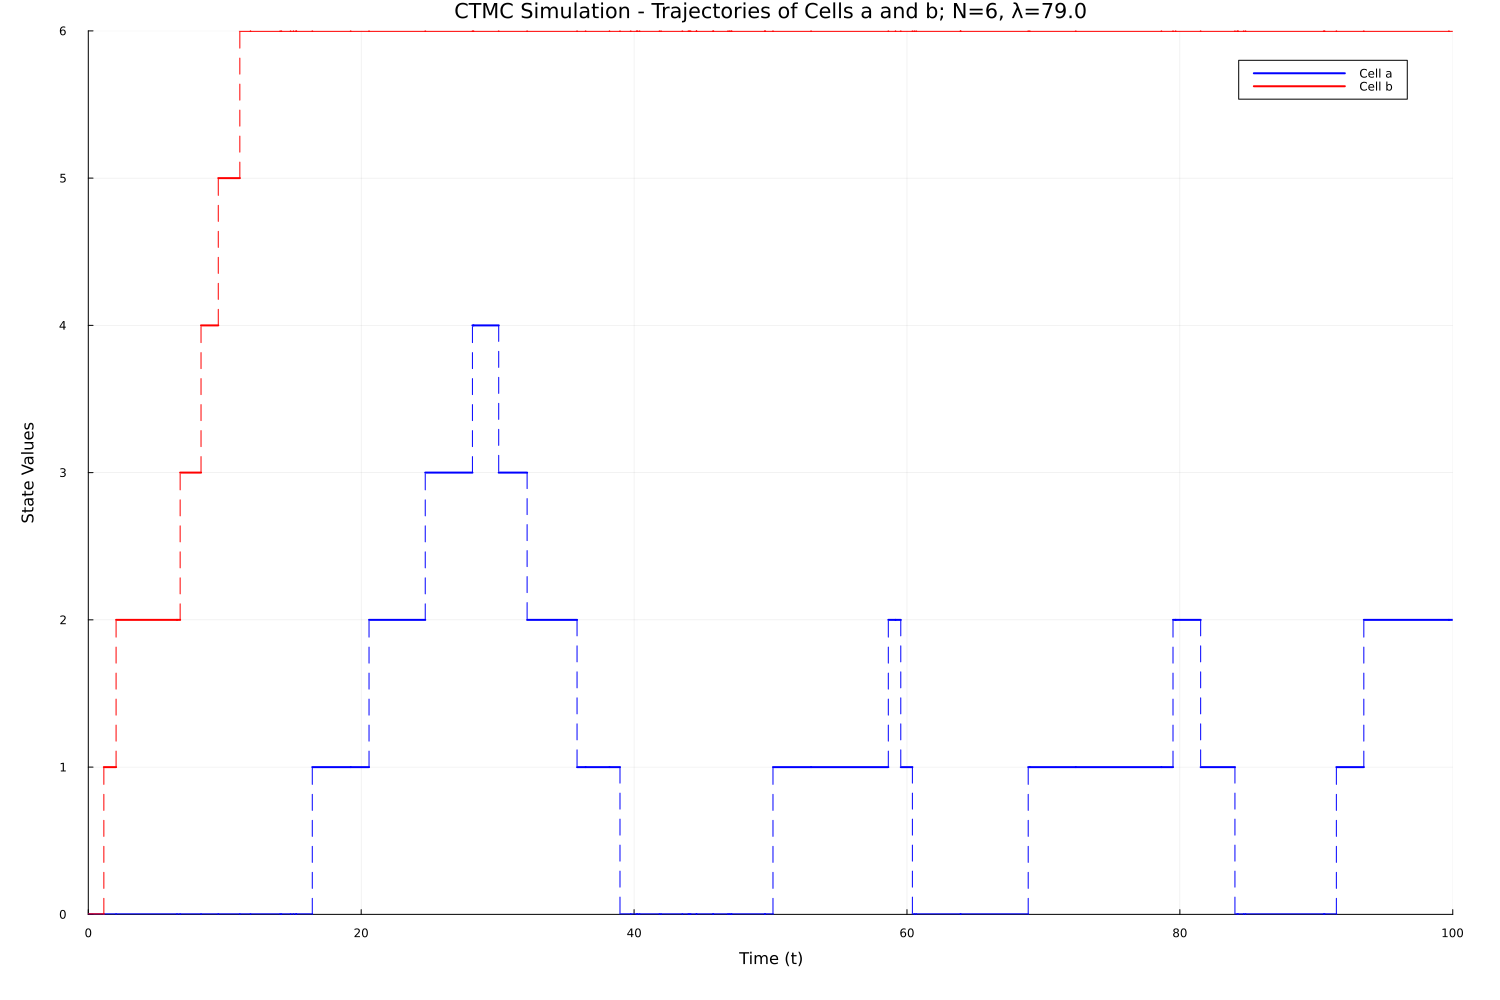 CTMC Simulation - Trajectories of Cells a and b; N=6, λ=79.0
6
Cell a
Cell b
5
4
State Values
3
2
1
0
0 20 40 60 80 100
Time (t)